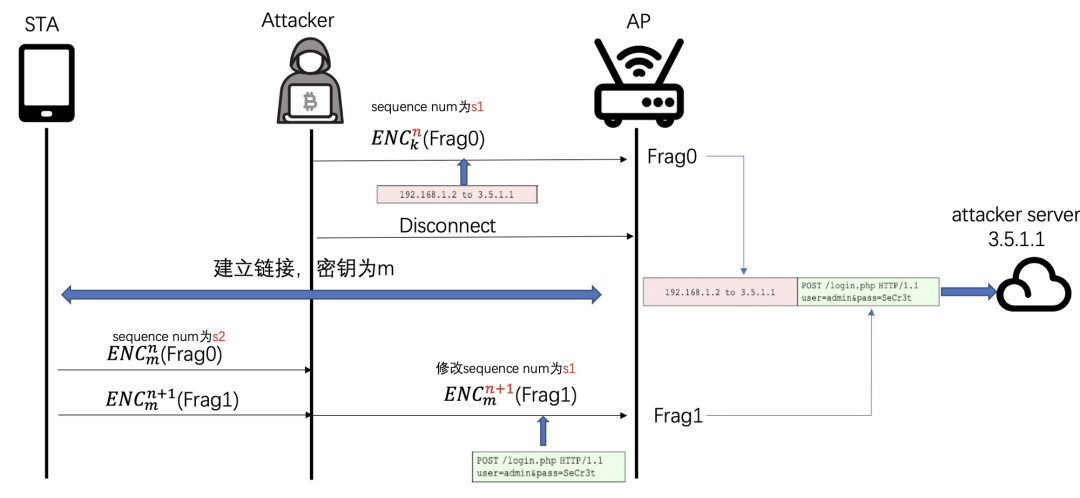 STA
Attacker
AP
sequence num为s1
ENC_k^n(Frag0)
Frag0
192.168.1.2 to 3.5.1.1
Disconnect
attacker server
3.5.1.1
建立链接，密钥为m
192.168.1.2 to 3.5.1.1
POST /login.php HTTP/1.1
user=admin&pass=SeCr3t
sequence num为s2
ENC_m^n(Frag0)
修改sequence num为s1
ENC_m^{n+1}(Frag1)
ENC_m^{n+1}(Frag1)
Frag1
POST /login.php HTTP/1.1
user=admin&pass=SeCr3t